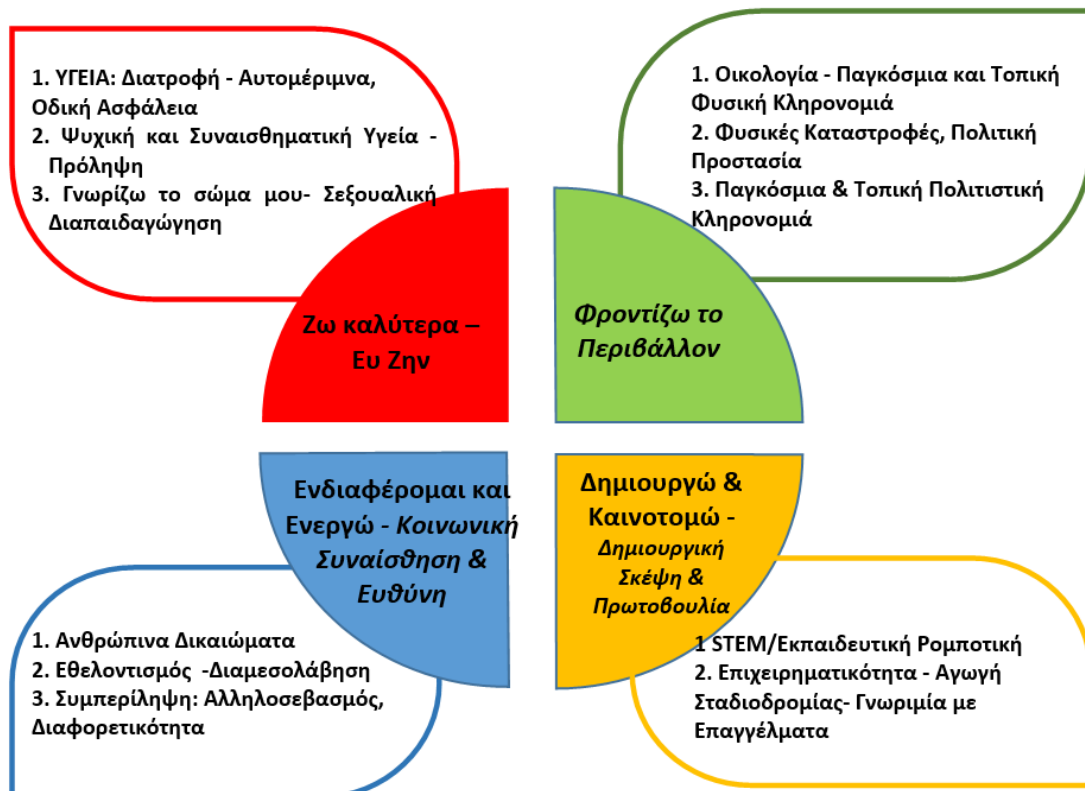 1. ΥΓΕΙΑ: Διατροφή - Αυτομέριμνα,
Οδική Ασφάλεια
2. Ψυχική και Συναισθηματική Υγεία -
Πρόληψη
3. Γνωρίζω το σώμα μου- Σεξουαλική
Διαπαιδαγώγηση
1. Οικολογία - Παγκόσμια και Τοπική
Φυσική Κληρονομιά
2. Φυσικές Καταστροφές, Πολιτική
Προστασία
3. Παγκόσμια & Τοπική Πολιτιστική
Κληρονομιά
Ζω καλύτερα –
Ευ Ζην
Φροντίζω το
Περιβάλλον
Ενδιαφέρομαι και
Ενεργώ - Κοινωνική
Συναίσθηση &
Ευθύνη
Δημιουργώ &
Καινοτομώ -
Δημιουργική
Σκέψη &
Πρωτοβουλία
1. Ανθρώπινα Δικαιώματα
2. Εθελοντισμός -Διαμεσολάβηση
3. Συμπερίληψη: Αλληλοσεβασμός,
Διαφορετικότητα
1 STEM/Εκπαιδευτική Ρομποτική
2. Επιχειρηματικότητα - Αγωγή
Σταδιοδρομίας- Γνωριμία με
Επαγγέλματα